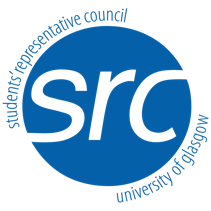 students' representative council
src
university of glasgow